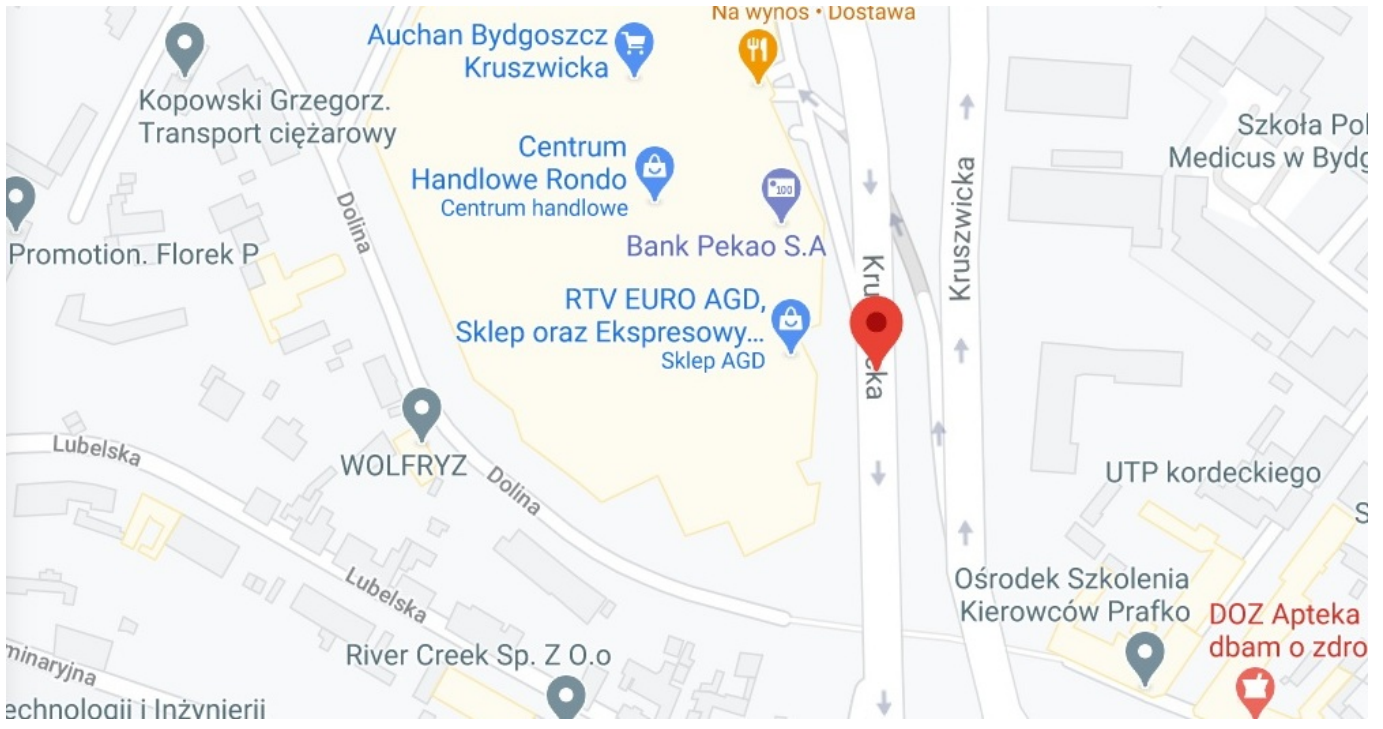 Na wynos • Dostawa
Auchan Bydgoszcz
Kruszwicka
Kopowski Grzegorz.
Transport ciężarowy
Centrum
Handlowe Rondo
Centrum handlowe
100
Szkoła Pol
Medicus w Bydg
Dolina
Promotion. Florek P
Bank Pekao S.A
Kruszwicka
RTV EURO AGD,
Sklep oraz Ekspresowy...
Sklep AGD
Lubelska
WOLFRYZ
Dolina
UTP kordeckiego
S
Lubelska
Ośrodek Szkolenia
Kierowców Prafko
DOZ Apteka
dbam o zdro
River Creek Sp. Z O.o
minaryjna
echnologii i Inżynierii